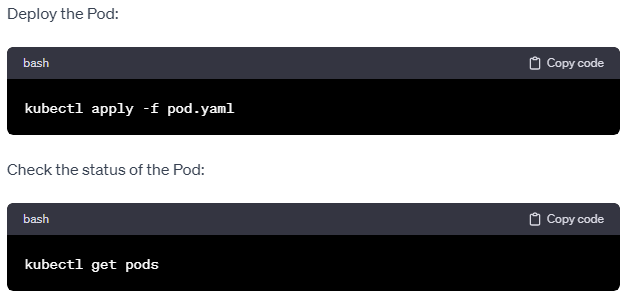 Deploy the Pod:
bash Copy code
kubectl apply -f pod.yaml
Check the status of the Pod:
bash Copy code
kubectl get pods